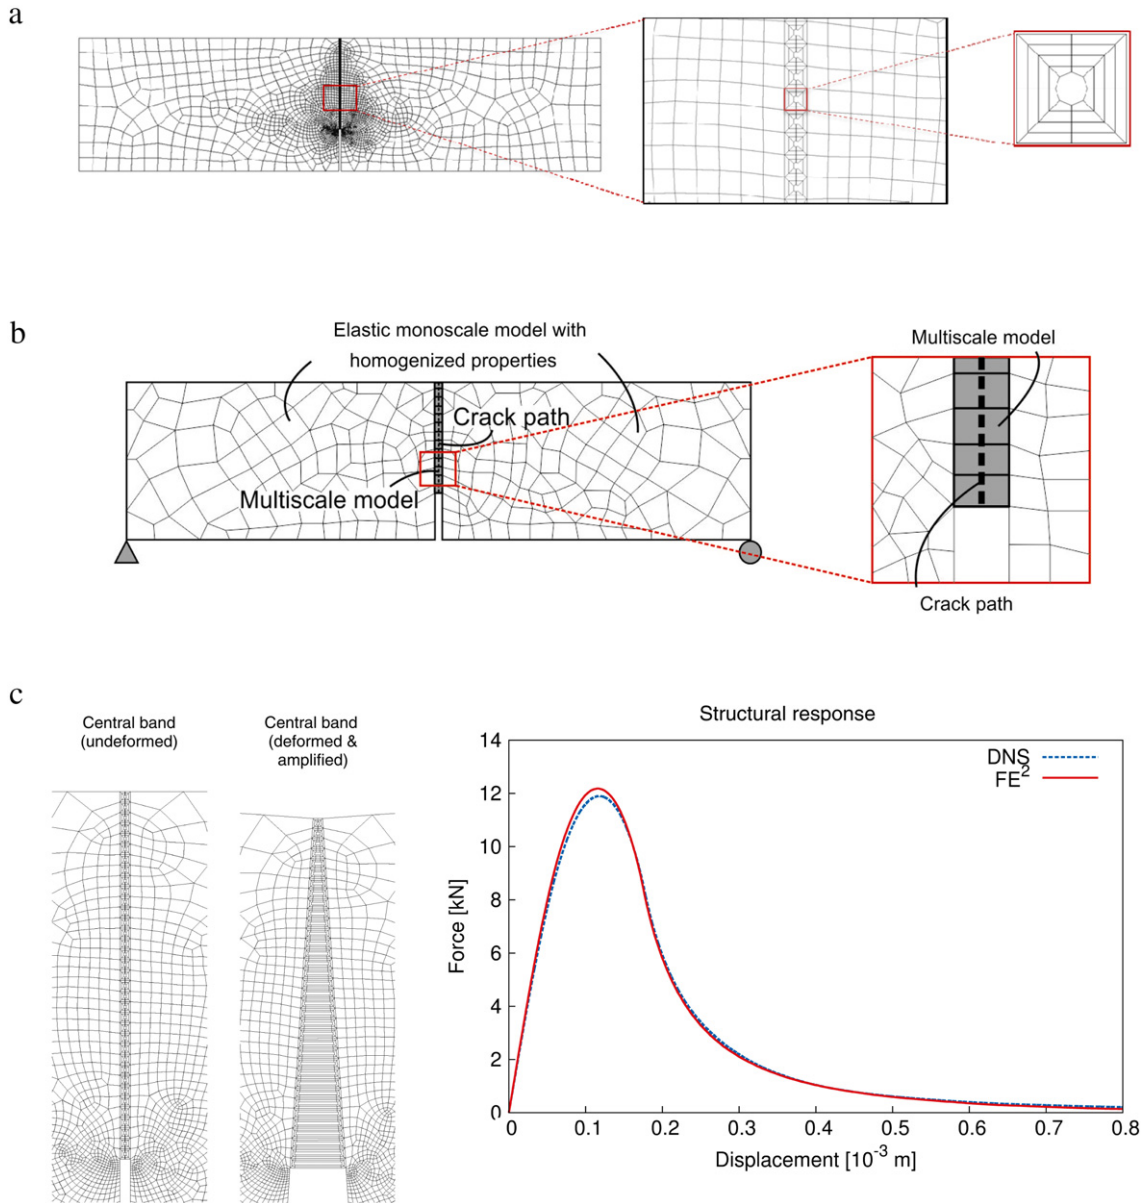 a
b
Elastic monoscale model with
homogenized properties
Multiscale model
Crack path
Multiscale model
Crack path
c
Central band
(undeformed)
Central band
(deformed &
amplified)
Structural response
14
12
10
8
6
4
2
0
Force [kN]
DNS
FE²
0
0.1
0.2
0.3
0.4
0.5
0.6
0.7
0.8
Displacement [10⁻³ m]